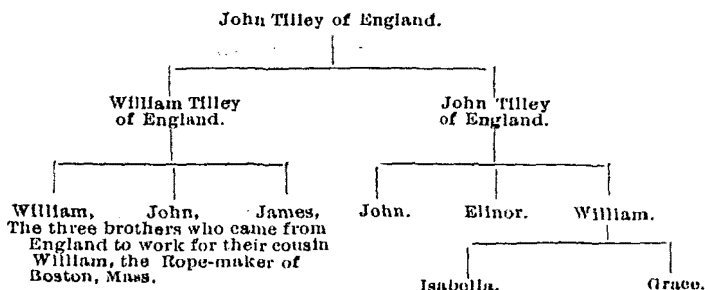 John Tilley of England.
William Tilley
of England.
John Tilley
of England.
William, John, James,
The three brothers who came from
England to work for their cousin
William, the Rope-maker of
Boston, Mass.
John. Elinor. William.
Isabella. Grace.